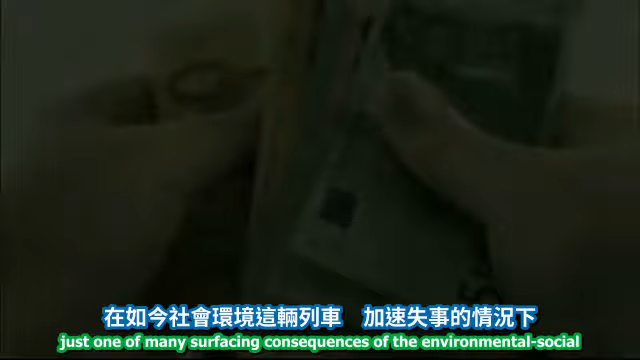 在如今社會環境這輛列車 加速失事的情況下
just one of many surfacing consequences of the environmental-social